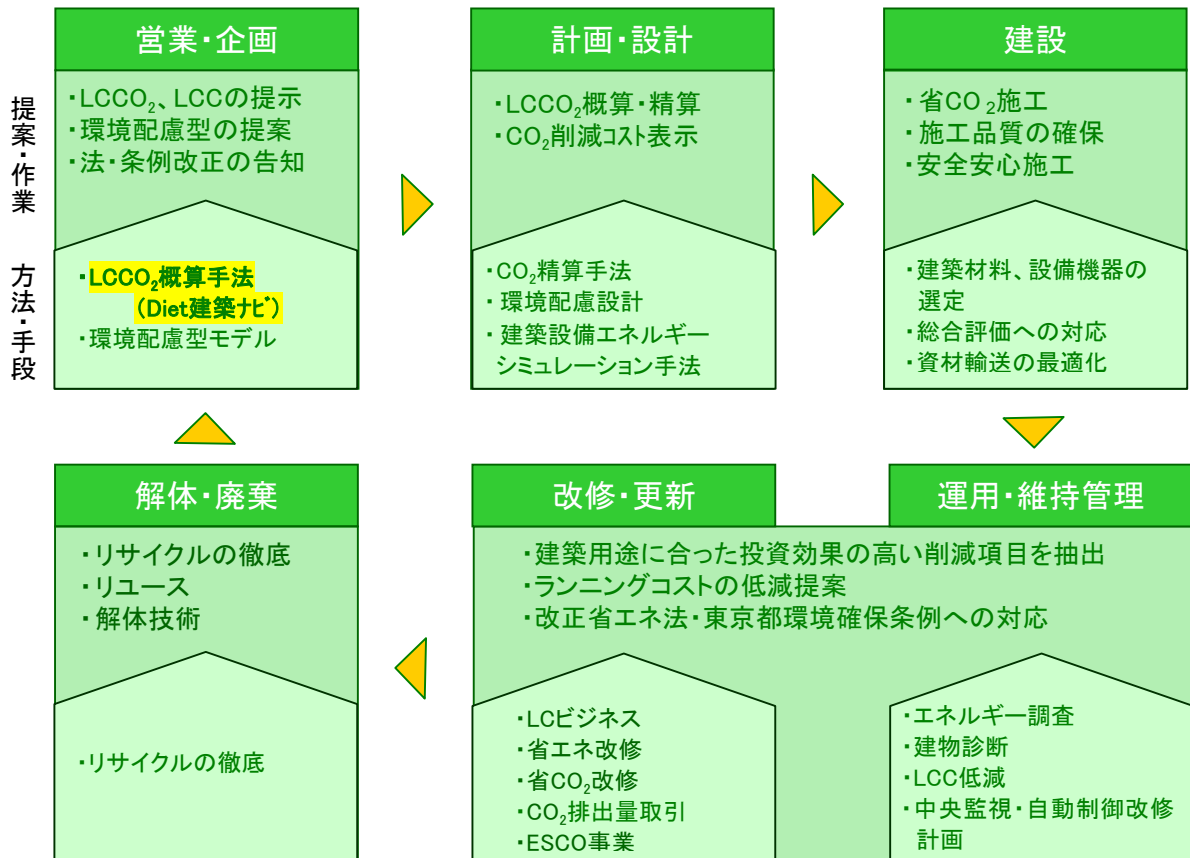 営業・企画
・LCCO₂、LCCの提示
・環境配慮型の提案
・法・条例改正の告知
・LCCO₂概算手法
(Diet建築ナビ)
・環境配慮型モデル
計画・設計
・LCCO₂概算・精算
・CO₂削減コスト表示
・CO₂精算手法
・環境配慮設計
・建築設備エネルギー
シミュレーション手法
建設
・省CO₂施工
・施工品質の確保
・安全安心施工
・建築材料、設備機器の
選定
・総合評価への対応
・資材輸送の最適化
提案・作業
方法・手段
解体・廃棄
・リサイクルの徹底
・リユース
・解体技術
・リサイクルの徹底
改修・更新
運用・維持管理
・建築用途に合った投資効果の高い削減項目を抽出
・ランニングコストの低減提案
・改正省エネ法・東京都環境確保条例への対応
・LCビジネス
・省エネ改修
・省CO₂改修
・CO₂排出量取引
・ESCO事業
・エネルギー調査
・建物診断
・LCC低減
・中央監視・自動制御改修
計画